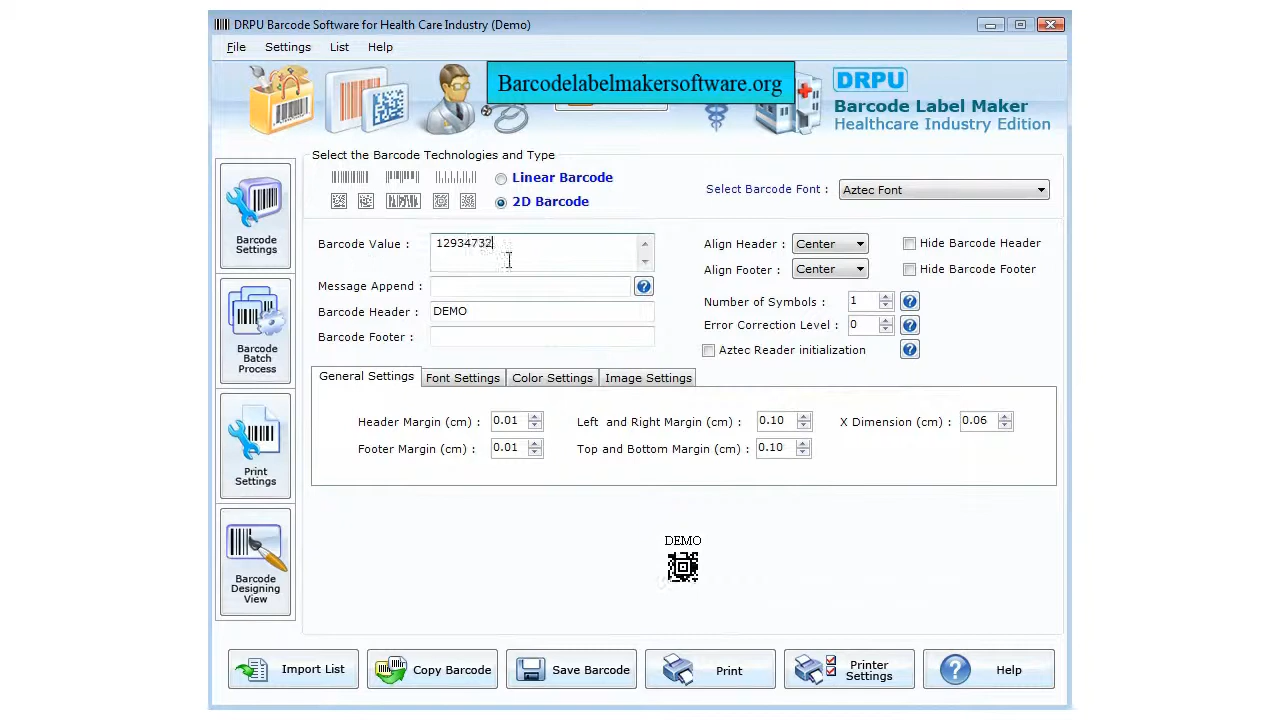 DRPU Barcode Software for Health Care Industry (Demo)
File Settings List Help
Barcodelabelmakersoftware.org
DRPU
Barcode Label Maker
Healthcare Industry Edition
Select the Barcode Technologies and Type
Linear Barcode
2D Barcode
Select Barcode Font :
Aztec Font
Barcode Settings
Barcode Batch Process
Print Settings
Barcode Designing View
Barcode Value : 12934732
Message Append :
Barcode Header : DEMO
Barcode Footer :
Align Header : Center
Hide Barcode Header
Align Footer : Center
Hide Barcode Footer
Number of Symbols : 1
Error Correction Level : 0
Aztec Reader initialization
General Settings Font Settings Color Settings Image Settings
Header Margin (cm) : 0.01 Left and Right Margin (cm) : 0.10 X Dimension (cm) : 0.06
Footer Margin (cm) : 0.01 Top and Bottom Margin (cm) : 0.10
DEMO
Import List
Copy Barcode
Save Barcode
Print
Printer Settings
Help